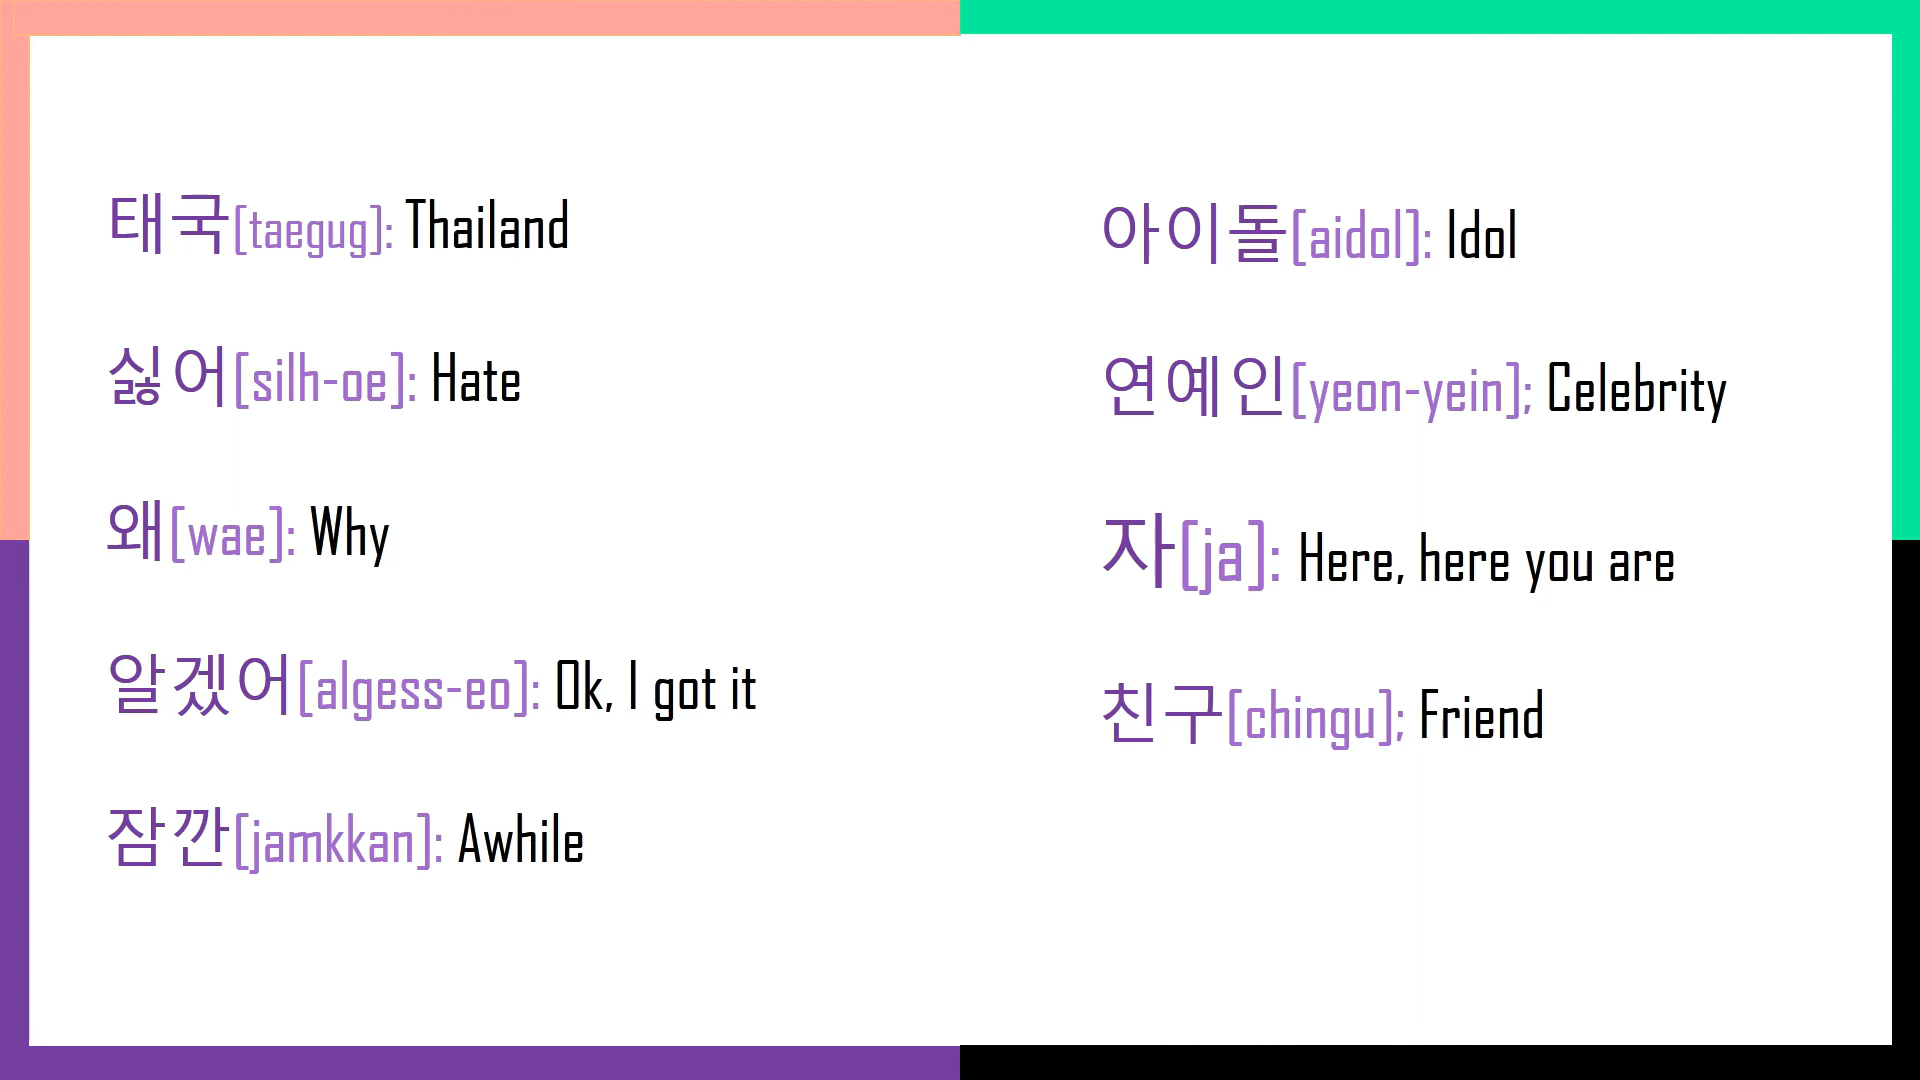 태국[taegug]: Thailand
싫어[silh-oe]: Hate
왜[wae]: Why
알겠어[algess-eo]: Ok, I got it
잠깐[jamkkan]: Awhile
아이돌[aidol]: Idol
연예인[yeon-yein]; Celebrity
자[ja]: Here, here you are
친구[chingu]; Friend